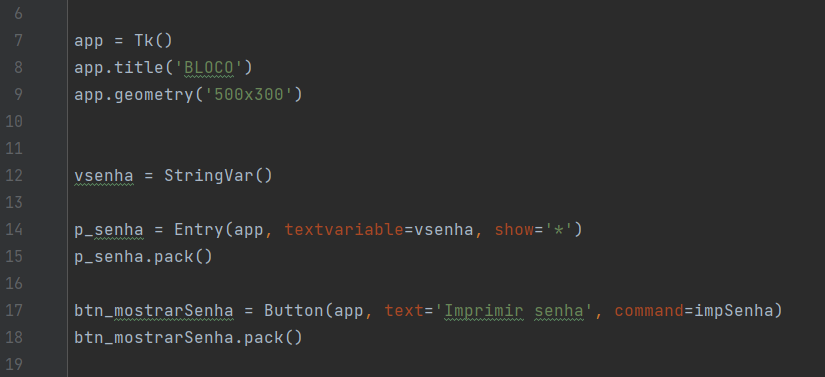 6
7 app = Tk()
8 app.title('BLOCO')
9 app.geometry('500x300')
10
11
12 vsenha = StringVar()
13
14 p_senha = Entry(app, textvariable=vsenha, show='*')
15 p_senha.pack()
16
17 btn_mostrarSenha = Button(app, text='Imprimir senha', command=impSenha)
18 btn_mostrarSenha.pack()
19